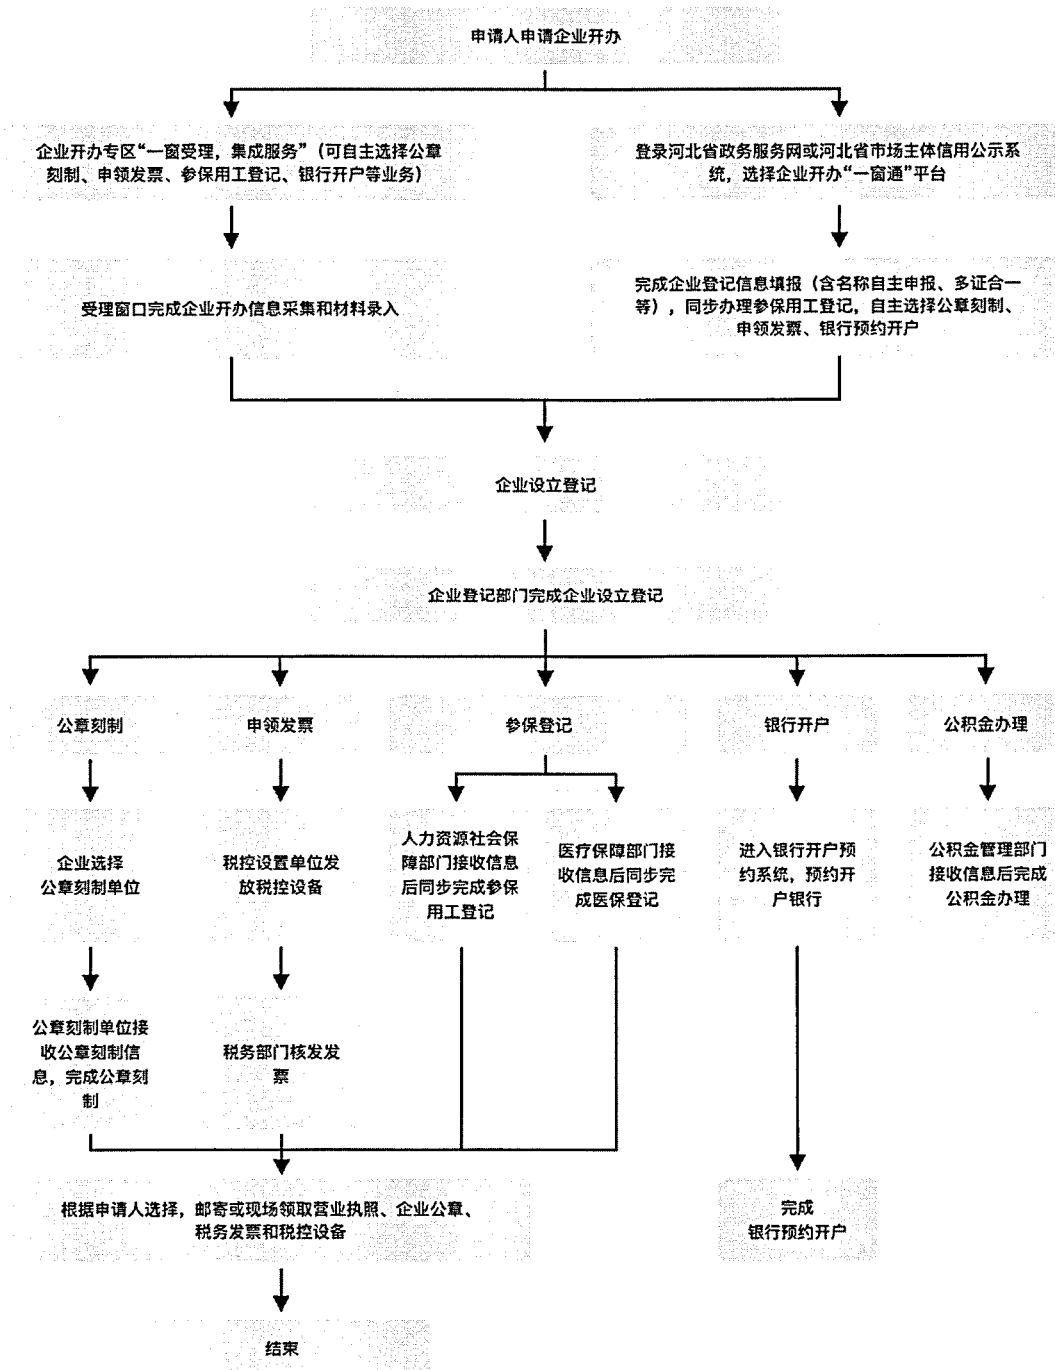 申请人申请企业开办
企业开办专区“一窗受理，集成服务”（可自主选择公章
刻制、申领发票、参保用工登记、银行开户等业务）
登录河北省政务服务网或河北省市场主体信用公示系
统，选择企业开办“一窗通”平台
受理窗口完成企业开办信息采集和材料录入
完成企业登记信息填报（含名称自主申报、多证合一
等），同步办理参保用工登记，自主选择公章刻制、
申领发票、银行预约开户
企业设立登记
企业登记部门完成企业设立登记
公章刻制
申领发票
参保登记
银行开户
公积金办理
企业选择
公章刻制单位
税控设置单位发
放税控设备
人力资源社会保
障部门接收信息
后同步完成参保
用工登记
医疗保障部门接
收信息后同步完
成医保登记
进入银行开户预
约系统，预约开
户银行
公积金管理部门
接收信息后完成
公积金办理
公章刻制单位接
收公章刻制信
息，完成公章刻
制
税务部门核发发
票
根据申请人选择，邮寄或现场领取营业执照、企业公章、
税务发票和税控设备
完成
银行预约开户
结束